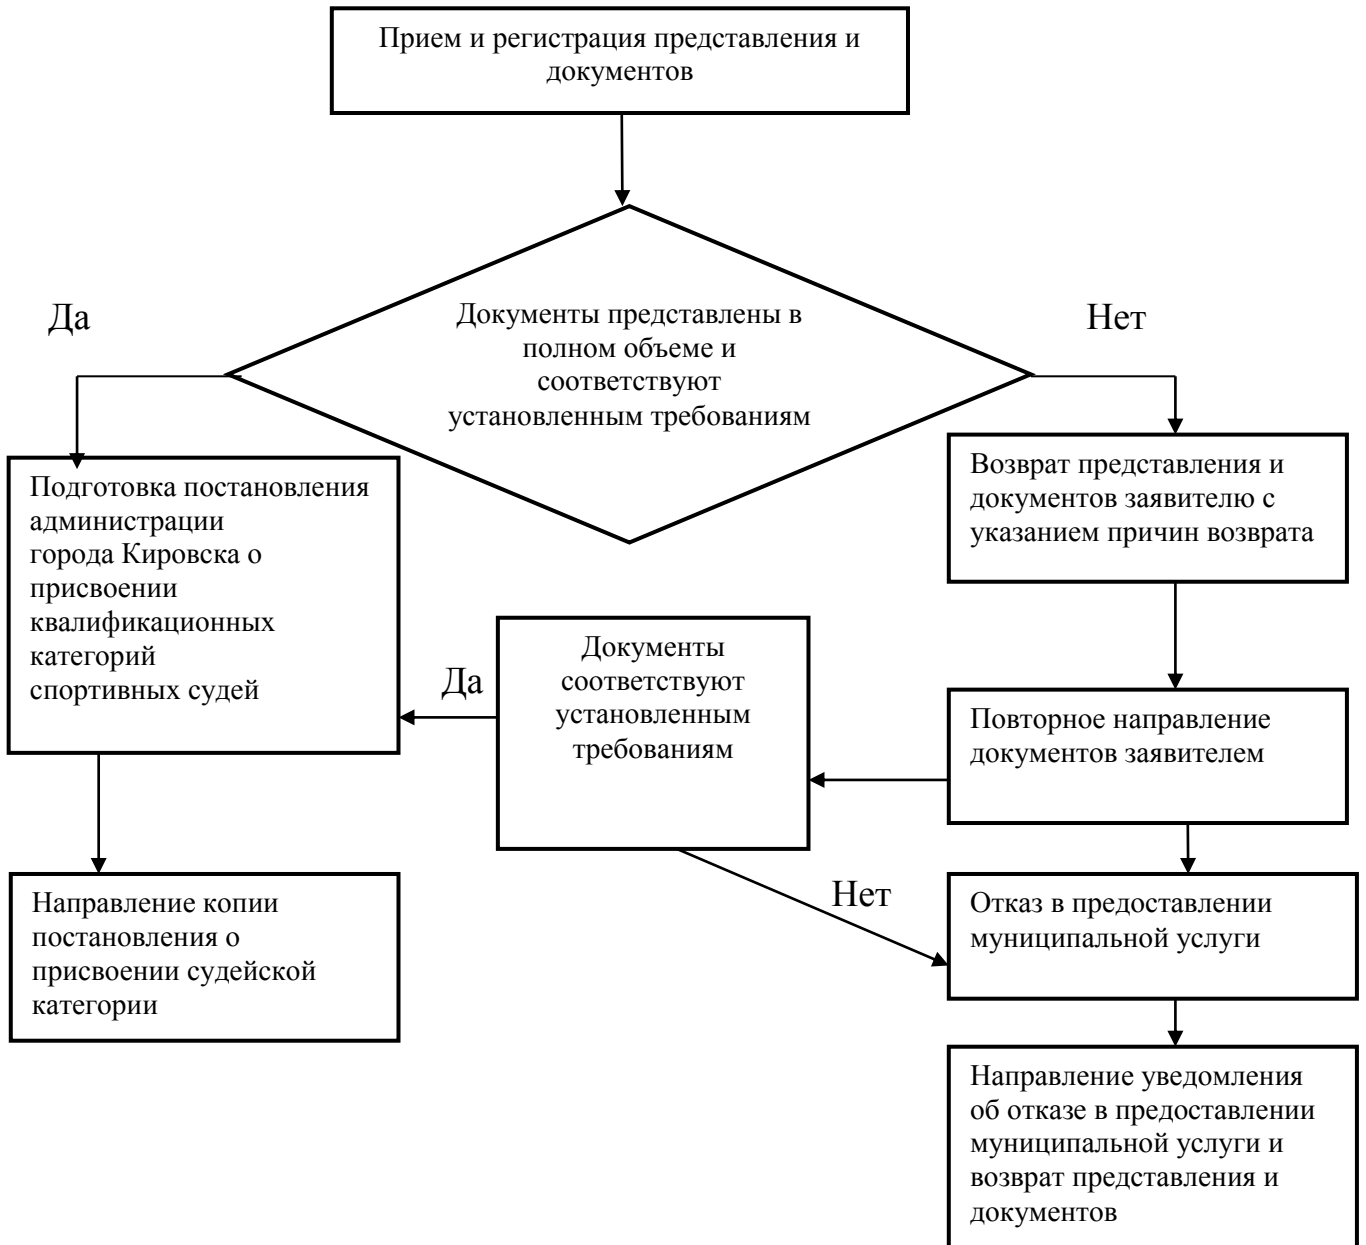 Прием и регистрация представления и
документов
Да
Документы представлены в
полном объеме и
соответствуют
установленным требованиям
Нет
Подготовка постановления
администрации
города Кировска о
присвоении
квалификационных
категорий
спортивных судей
Возврат представления и
документов заявителю с
указанием причин возврата
Документы
соответствуют
установленным
требованиям
Да
Повторное направление
документов заявителем
Направление копии
постановления о
присвоении судейской
категории
Нет
Отказ в предоставлении
муниципальной услуги
Направление уведомления
об отказе в предоставлении
муниципальной услуги и
возврат представления и
документов